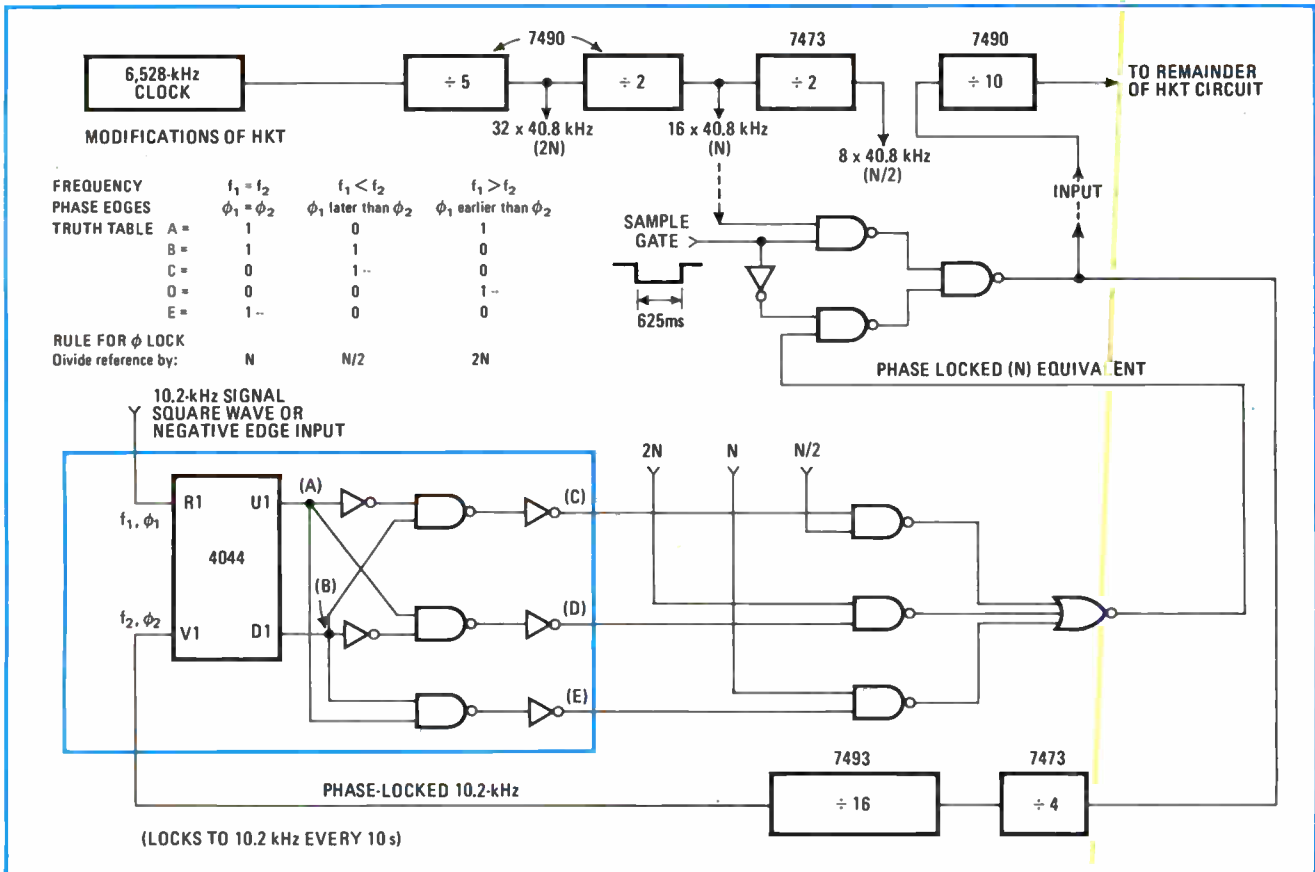 7490
7473
7490
6,528-kHz
CLOCK
÷ 5
÷ 2
÷ 2
÷ 10
TO REMAINDER
OF HKT CIRCUIT
MODIFICATIONS OF HKT
32 x 40.8 kHz
(2N)
16 x 40.8 kHz
(N)
8 x 40.8 kHz
(N/2)
INPUT
FREQUENCY f1 = f2 f1 < f2 f1 > f2
PHASE EDGES ϕ1 = ϕ2 ϕ1 later than ϕ2 ϕ1 earlier than ϕ2
TRUTH TABLE A = 1 0 1
B = 1 1 0
C = 0 1-- 0
D = 0 0 1--
E = 1-- 0 0
RULE FOR ϕ LOCK
Divide reference by: N N/2 2N
SAMPLE
GATE
625ms
PHASE LOCKED (N) EQUIVALENT
10.2-kHz SIGNAL
SQUARE WAVE OR
NEGATIVE EDGE INPUT
2N N N/2
R1 U1
(A)
(C)
f1, ϕ1
4044
(B)
(D)
f2, ϕ2
V1 D1
(E)
7493
7473
PHASE-LOCKED 10.2-kHz
÷ 16
÷ 4
(LOCKS TO 10.2 kHz EVERY 10 s)